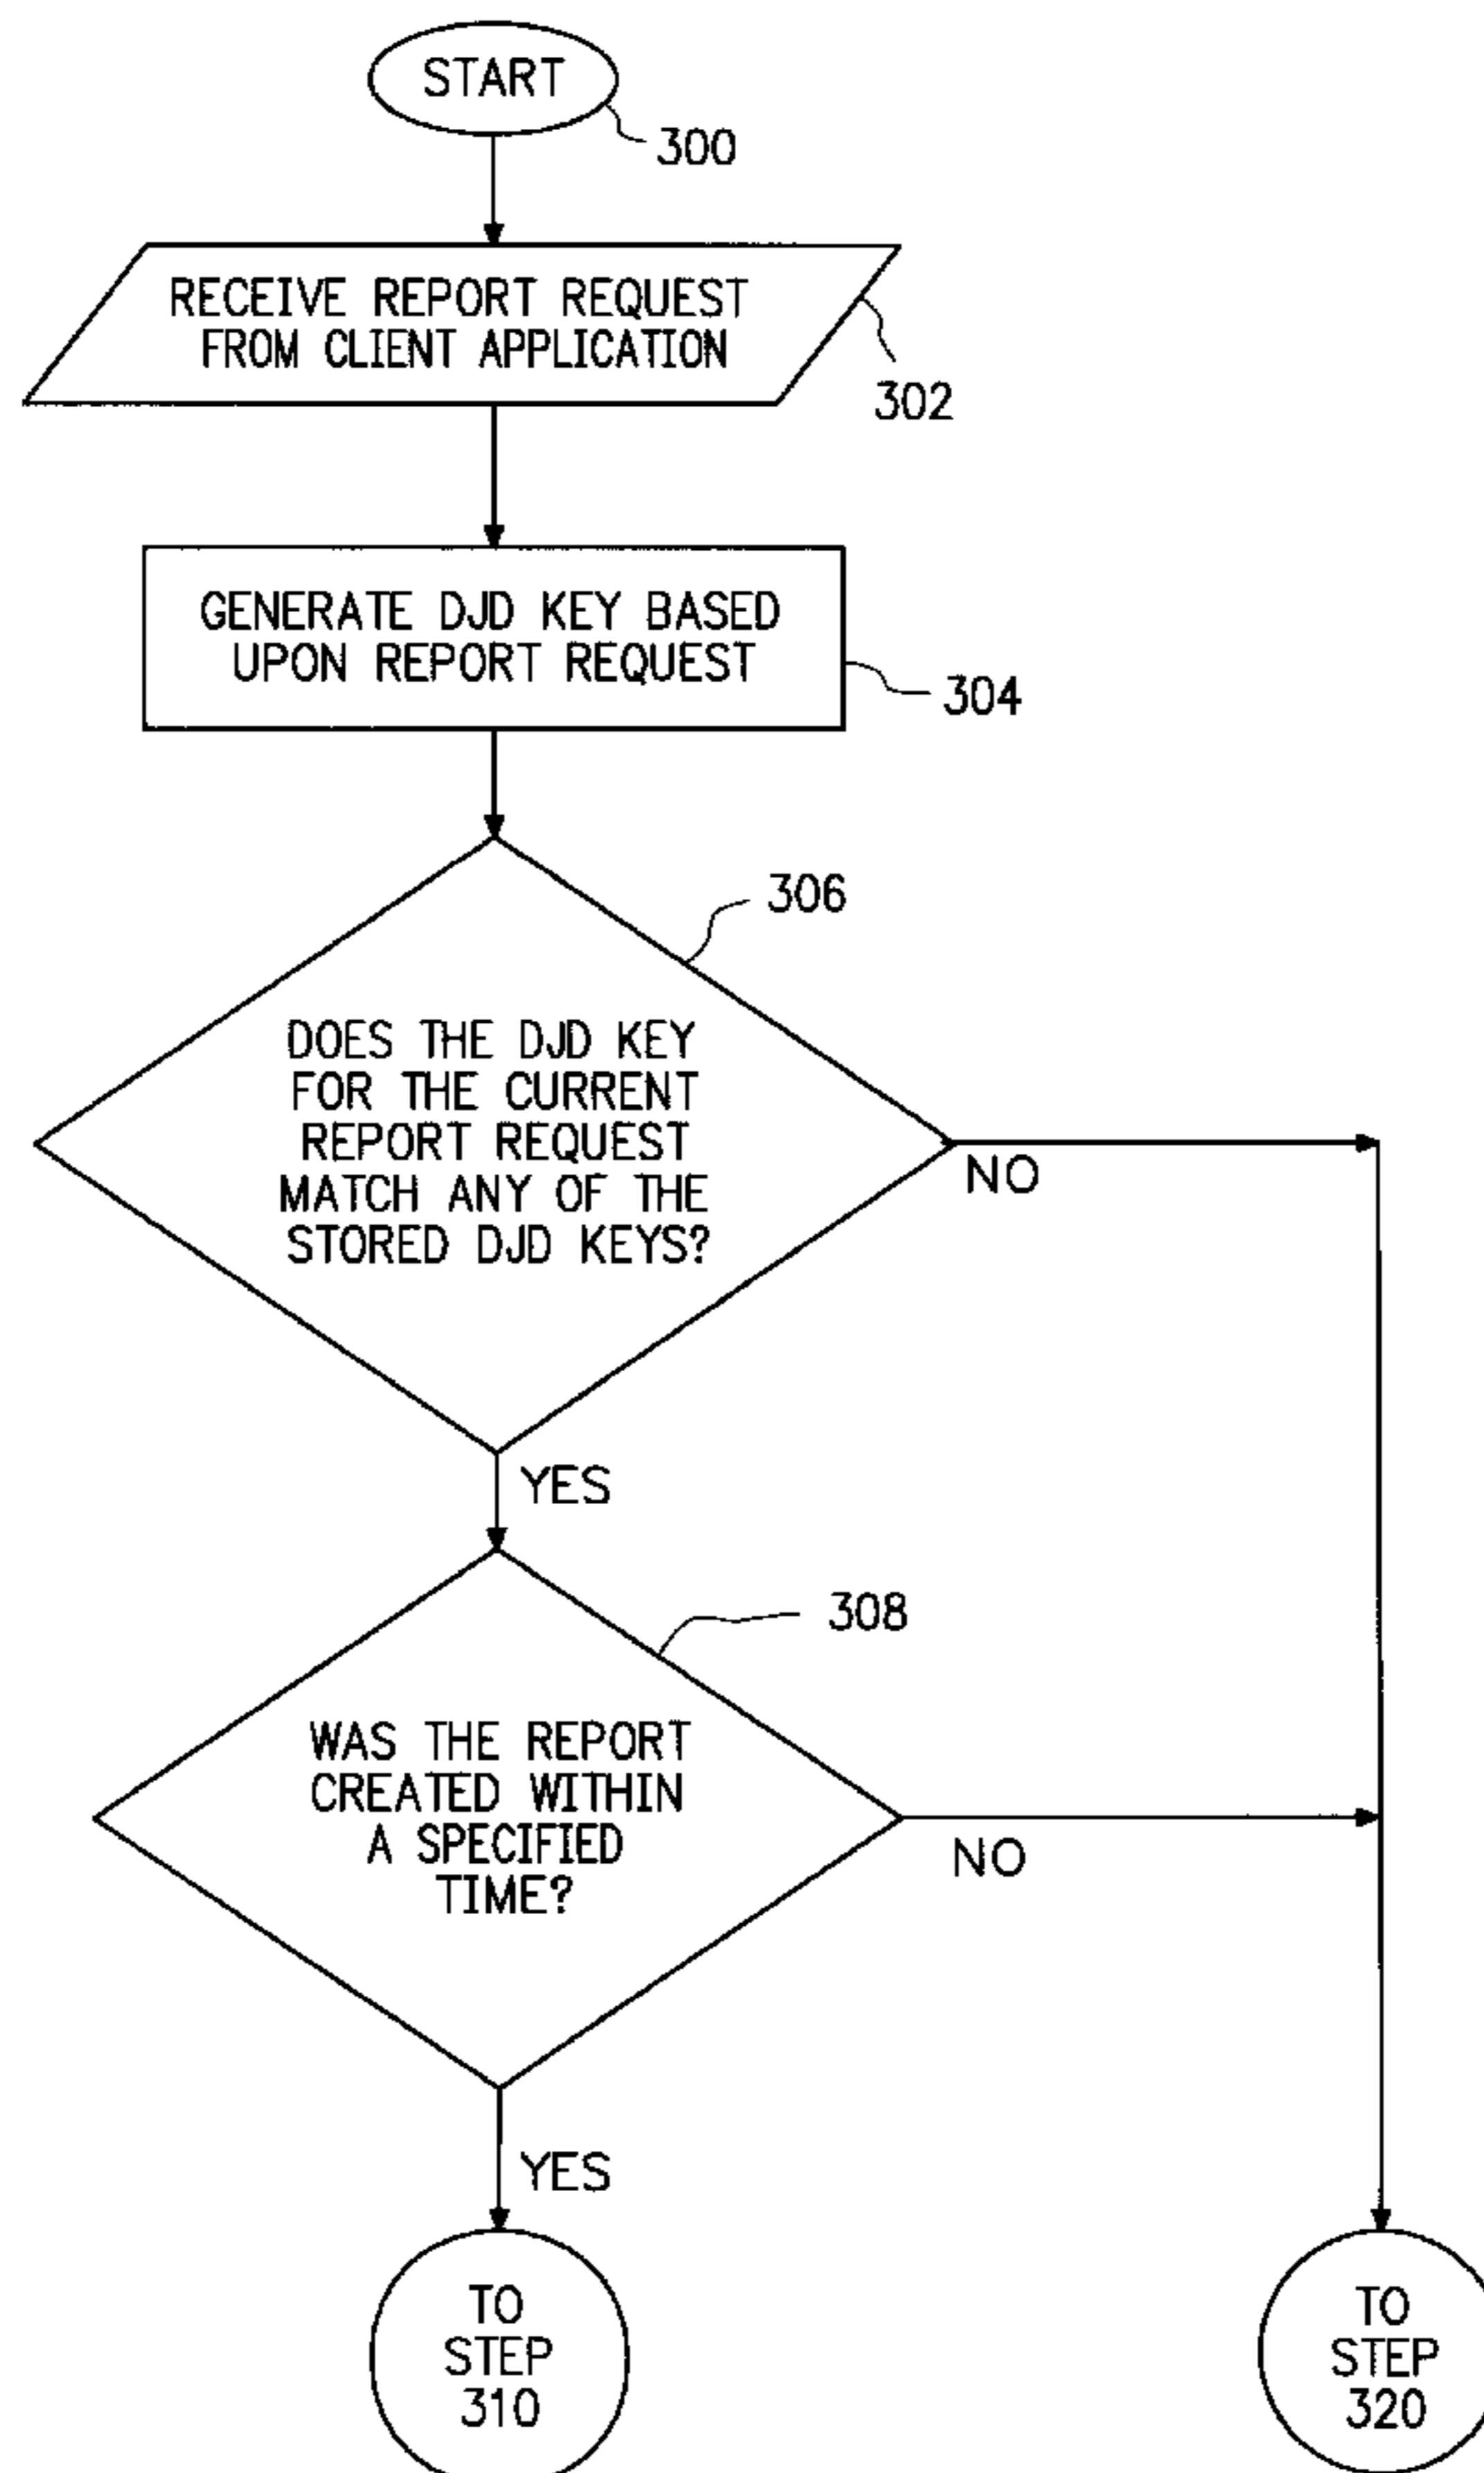 START
300
RECEIVE REPORT REQUEST
FROM CLIENT APPLICATION
302
GENERATE DJD KEY BASED
UPON REPORT REQUEST
304
306
DOES THE DJD KEY
FOR THE CURRENT
REPORT REQUEST
MATCH ANY OF THE
STORED DJD KEYS?
NO
YES
308
WAS THE REPORT
CREATED WITHIN
A SPECIFIED
TIME?
NO
YES
TO
STEP
310
TO
STEP
320